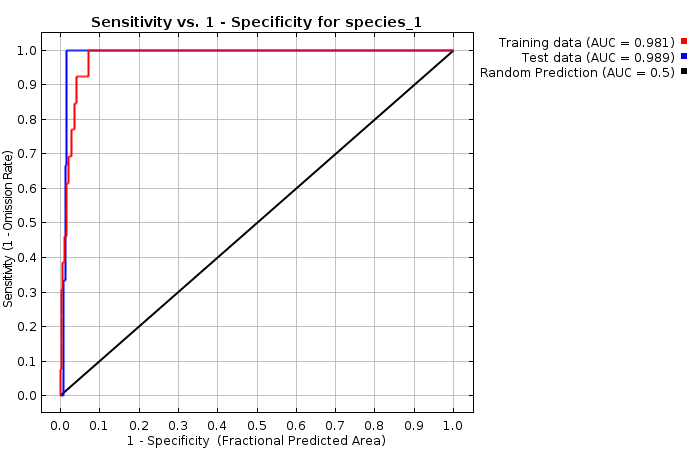 Sensitivity vs. 1 - Specificity for species_1
Training data (AUC = 0.981)
Test data (AUC = 0.989)
Random Prediction (AUC = 0.5)
Sensitivity (1 - Omission Rate)
1.0
0.9
0.8
0.7
0.6
0.5
0.4
0.3
0.2
0.1
0.0
0.0 0.1 0.2 0.3 0.4 0.5 0.6 0.7 0.8 0.9 1.0
1 - Specificity (Fractional Predicted Area)